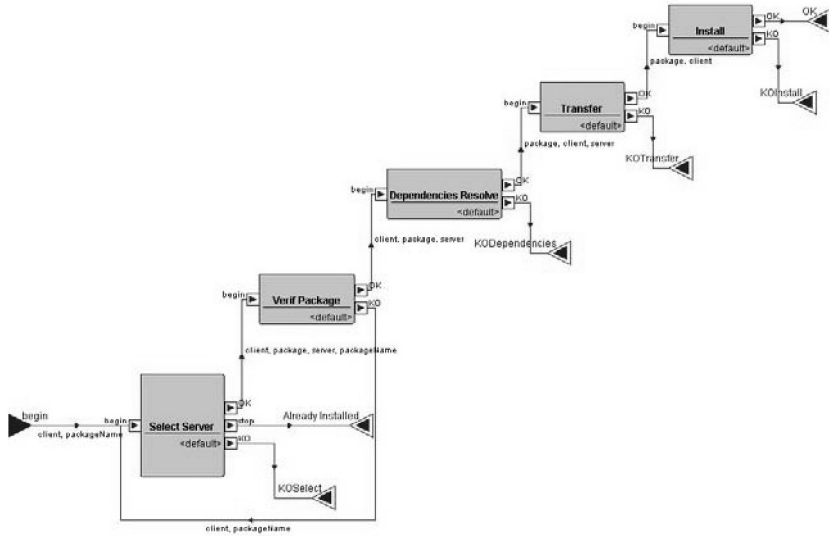 OK
begin
Install
OK
<default>
KO
package, client
KOInstall
begin
Transfer
OK
<default>
KO
package, client, server
KOTransfer
begin
Dependencies Resolve
OK
<default>
KO
client, package, server
KODependencies
begin
Verif Package
OK
<default>
KO
client, package, server, packageName
begin
client, packageName
begin
Select Server
OK
stop
<default>
KO
Already Installed
KOSelect
client, packageName